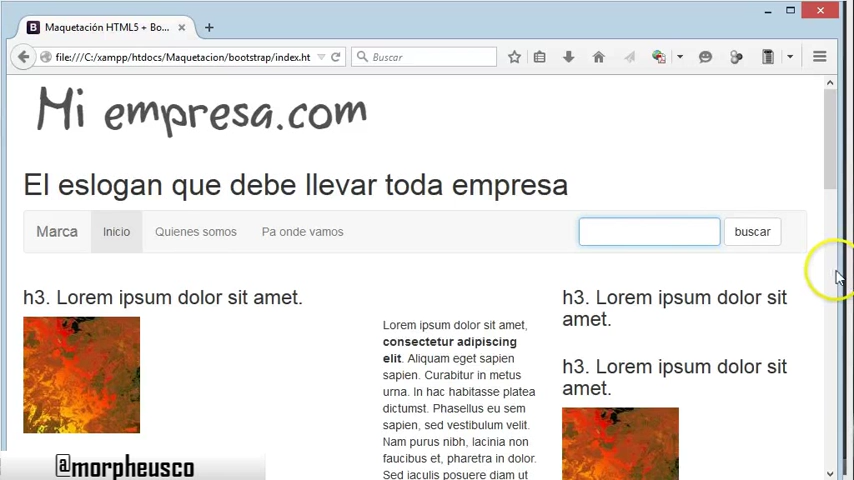 Maquetación HTML5 + Bo...
file:///C:/xampp/htdocs/Maquetacion/bootstrap/index.ht
Buscar
Mi empresa.com
El eslogan que debe llevar toda empresa
Marca
Inicio
Quienes somos
Pa onde vamos
buscar
h3. Lorem ipsum dolor sit amet.
Lorem ipsum dolor sit amet,
consectetur adipiscing
elit. Aliquam eget sapien
sapien. Curabitur in metus
urna. In hac habitasse platea
dictumst. Phasellus eu sem
sapien, sed vestibulum velit.
Nam purus nibh, lacinia non
faucibus et, pharetra in dolor.
Sed iaculis posuere diam ut
h3. Lorem ipsum dolor sit
amet.
h3. Lorem ipsum dolor sit
amet.
@morpheusco